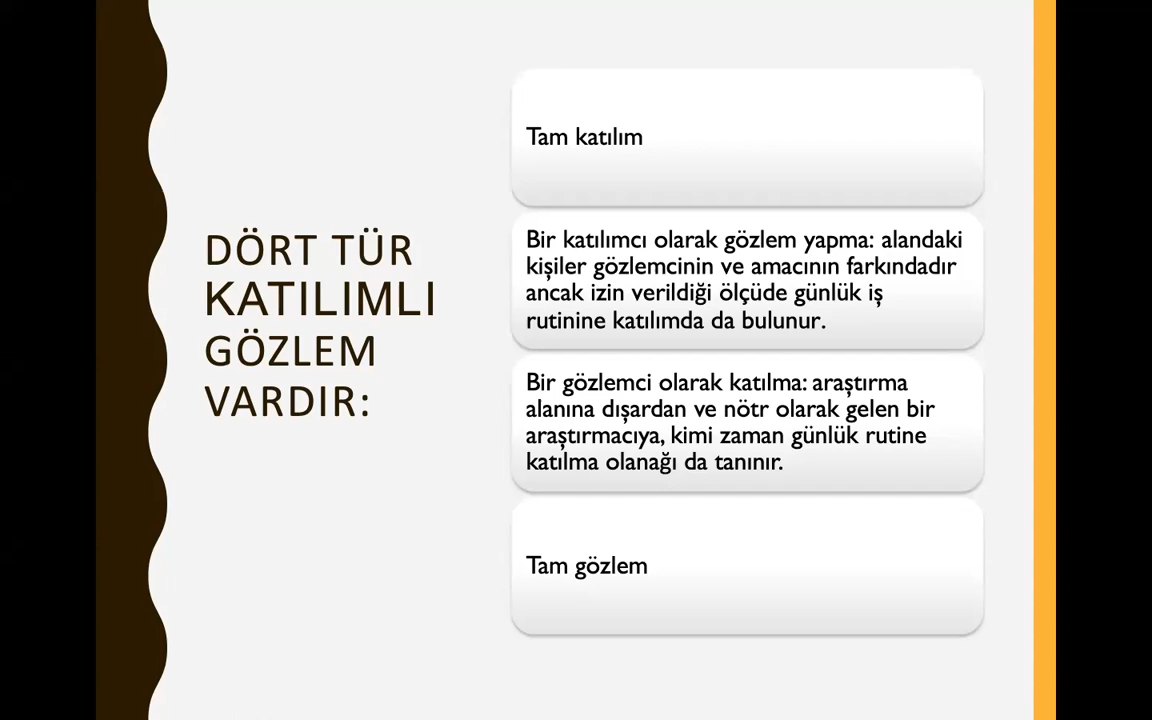 DÖRT TÜR
KATILIMLI
GÖZLEM
VARDIR:
Tam katılım
Bir katılımcı olarak gözlem yapma: alandaki
kişiler gözlemcinin ve amacının farkındadır
ancak izin verildiği ölçüde günlük iş
rutinine katılımda da bulunur.
Bir gözlemci olarak katılma: araştırma
alanına dışardan ve nötr olarak gelen bir
araştırmacıya, kimi zaman günlük rutine
katılma olanağı da tanınır.
Tam gözlem